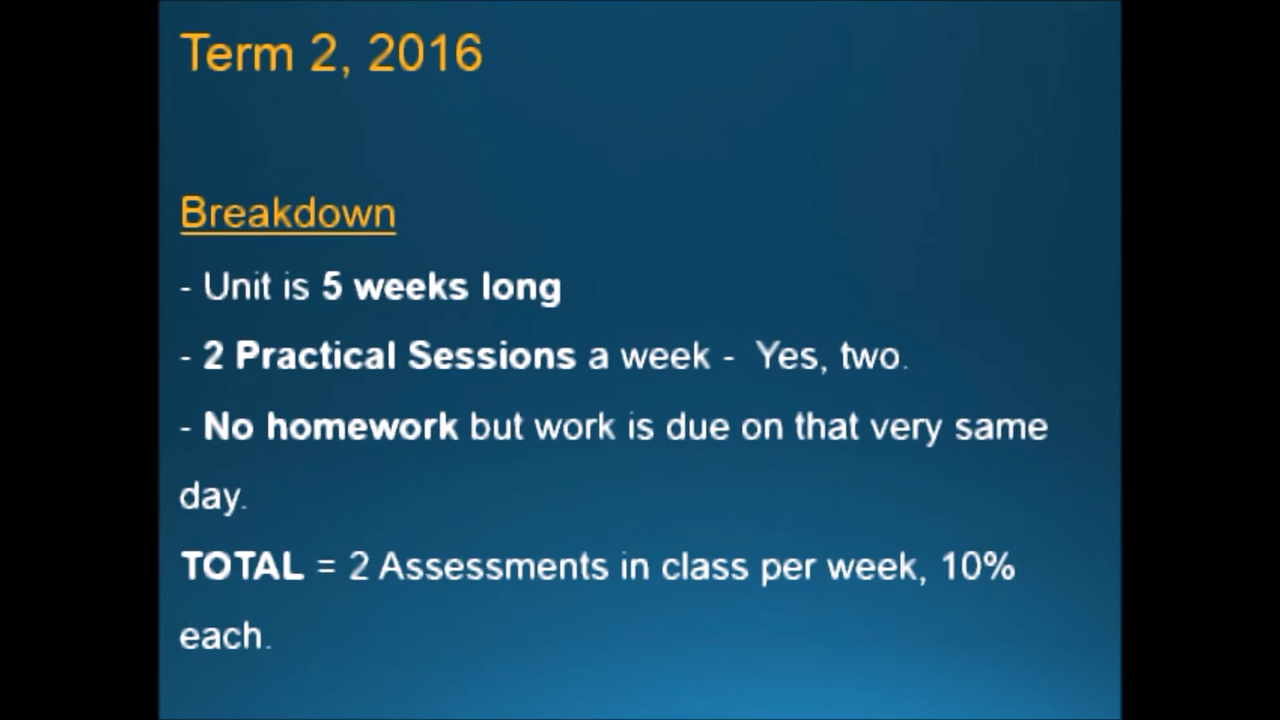 Term 2, 2016
Breakdown
- Unit is 5 weeks long
- 2 Practical Sessions a week - Yes, two.
- No homework but work is due on that very same
day.
TOTAL = 2 Assessments in class per week, 10%
each.